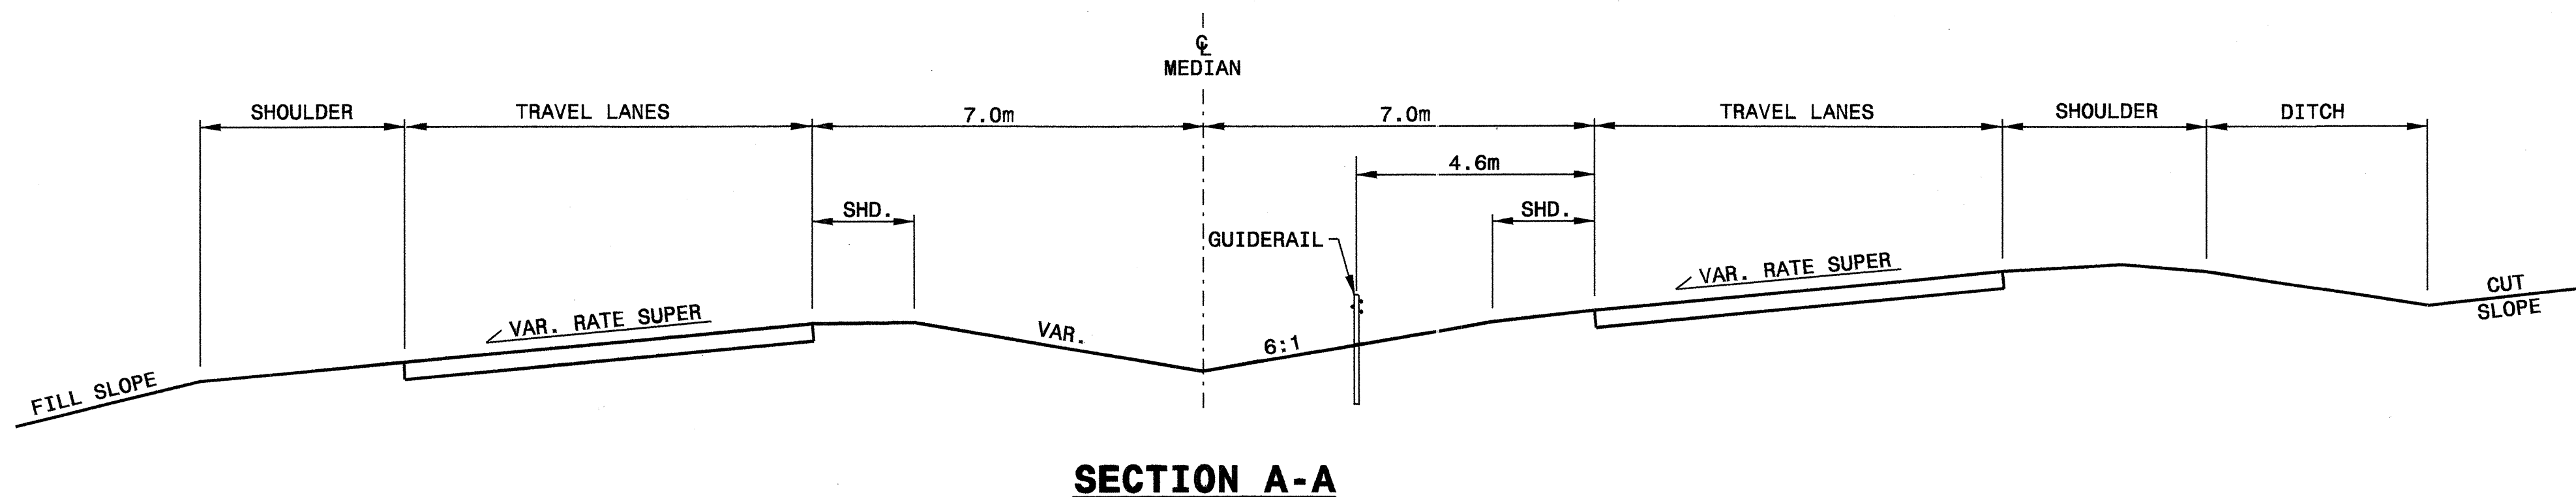 ℄
MEDIAN
SHOULDER
TRAVEL LANES
7.0m
7.0m
TRAVEL LANES
SHOULDER
DITCH
4.6m
SHD.
SHD.
GUIDERAIL
VAR. RATE SUPER
VAR. RATE SUPER
CUT
SLOPE
VAR.
6:1
FILL SLOPE
SECTION A-A